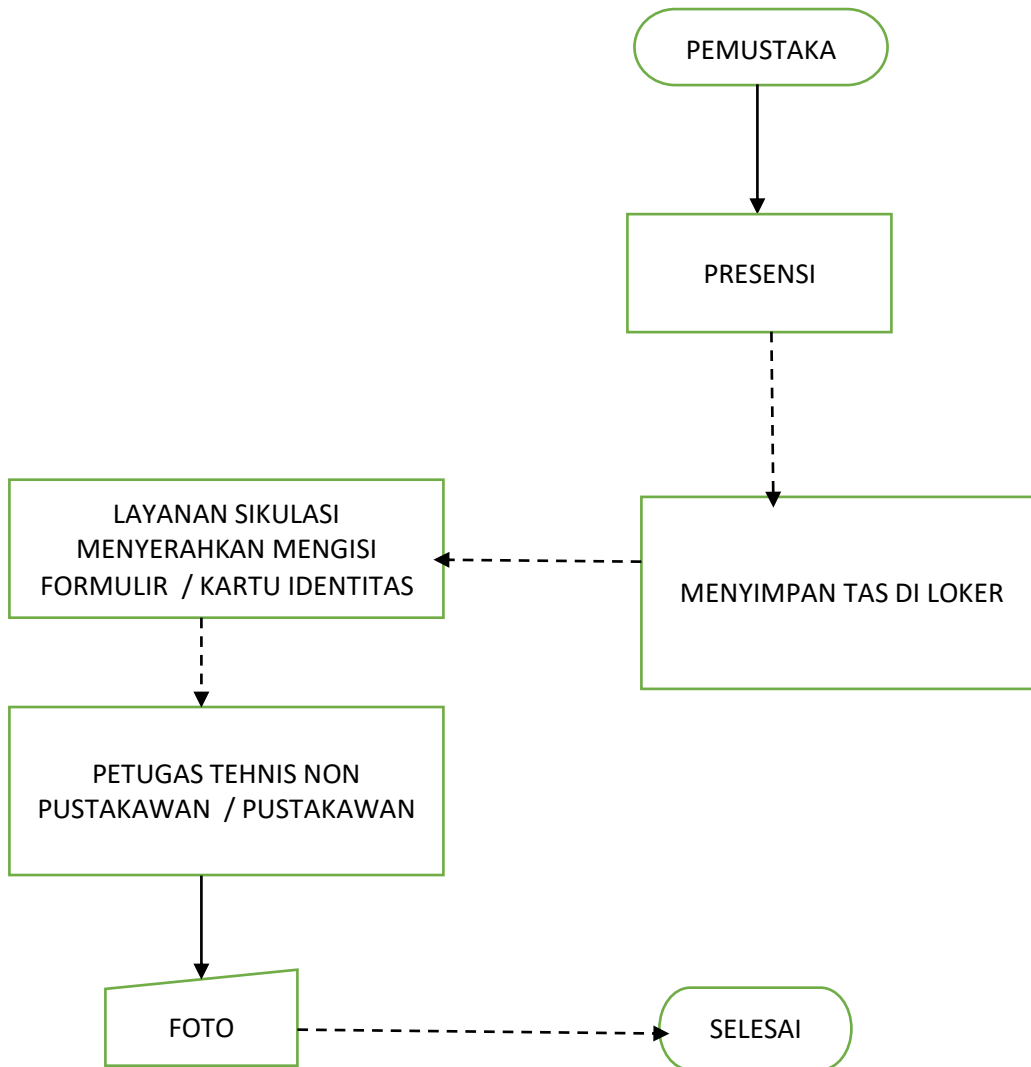 PEMUSTAKA
PRESENSI
MENYIMPAN TAS DI LOKER
LAYANAN SIKULASI
MENYERAHKAN MENGISI
FORMULIR / KARTU IDENTITAS
PETUGAS TEHNIS NON
PUSTAKAWAN / PUSTAKAWAN
FOTO
SELESAI